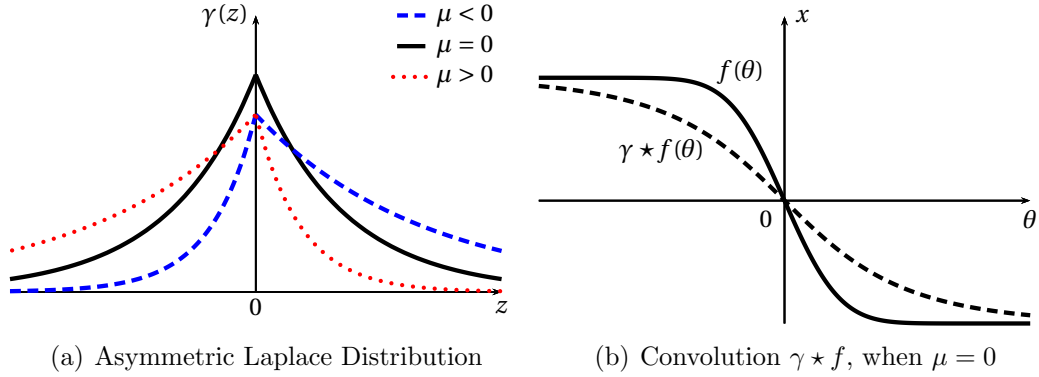 γ(z)
μ < 0
μ = 0
μ > 0
0
z
(a) Asymmetric Laplace Distribution
x
f(θ)
γ ⋆ f(θ)
0
θ
(b) Convolution γ ⋆ f, when μ = 0